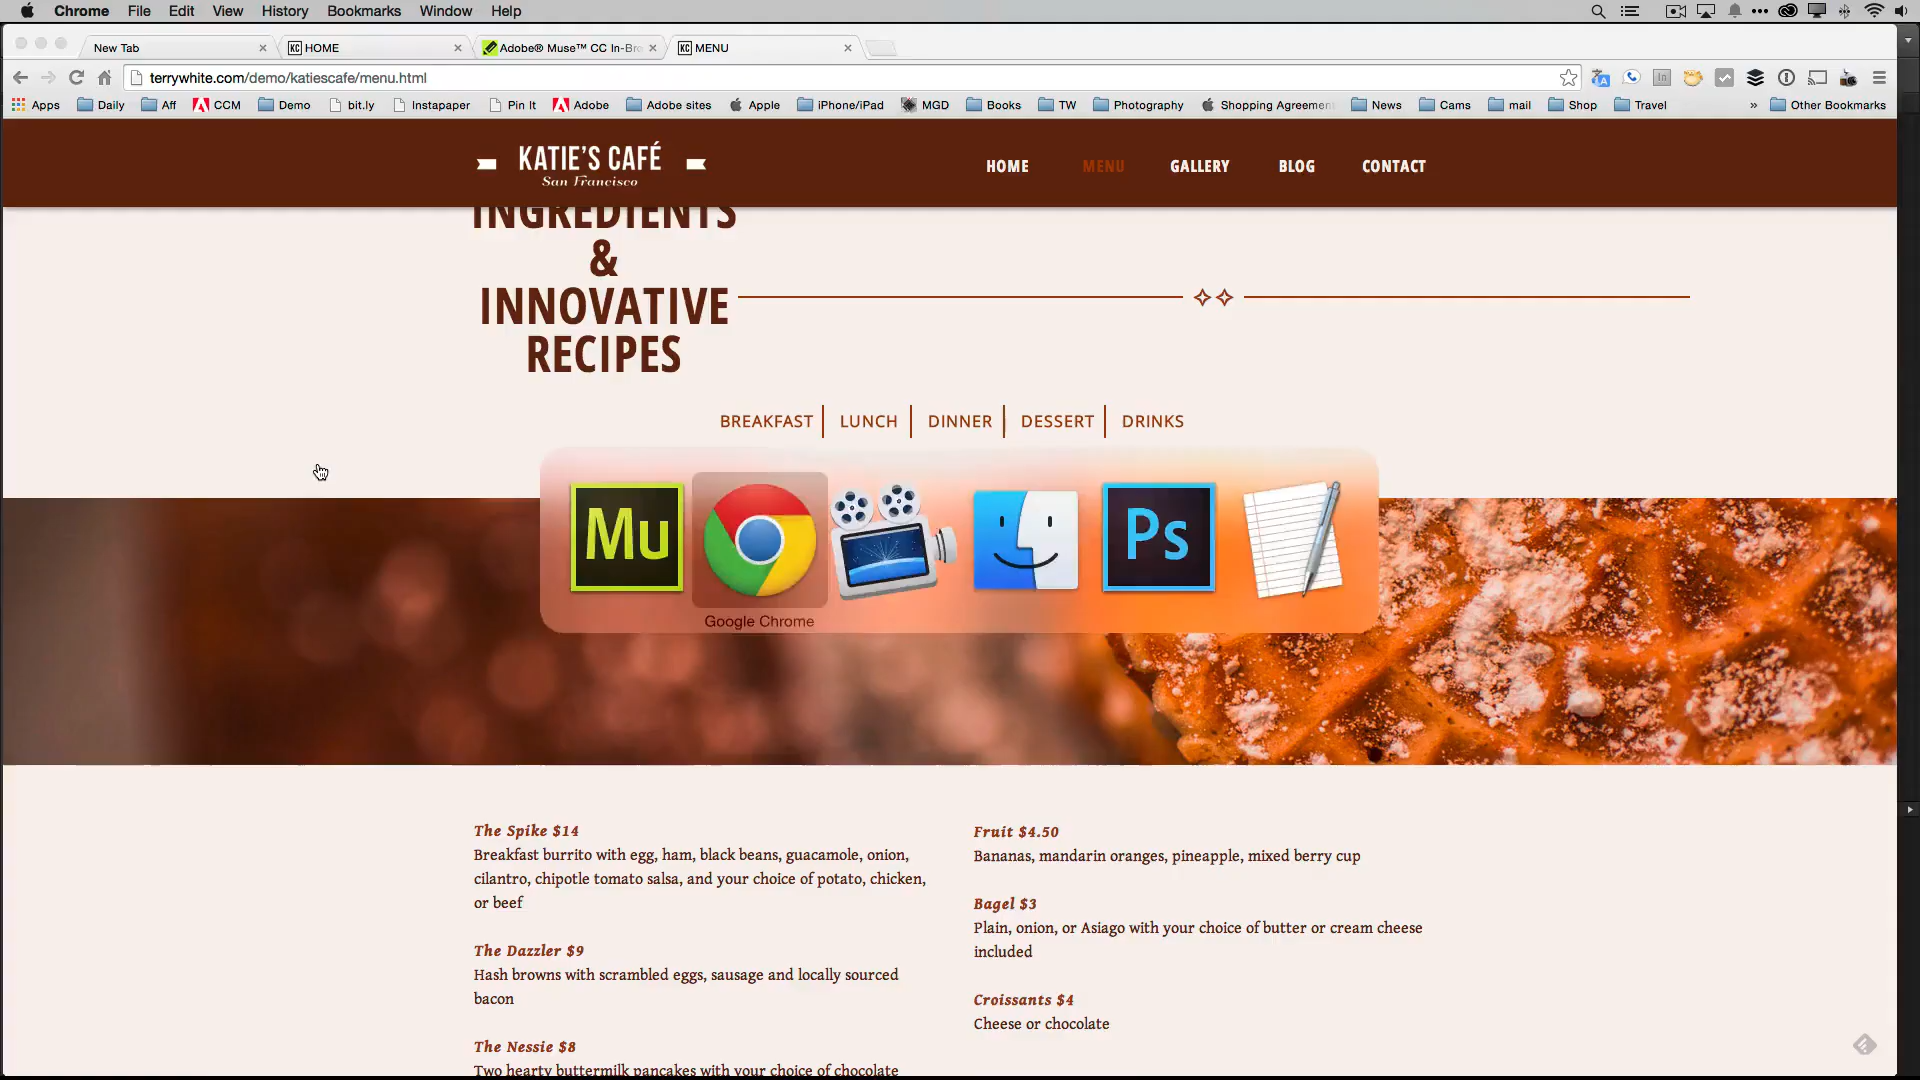 Chrome File Edit View History Bookmarks Window Help
New Tab
KC HOME
Adobe® Muse™ CC In-Bro
KC MENU
terrywhite.com/demo/katiescafe/menu.html
Apps Daily Aff CCM Demo bit.ly Instapaper Pin It Adobe Adobe sites Apple iPhone/iPad MGD Books TW Photography Shopping Agreemen News Cams mail Shop Travel » Other Bookmarks
KATIE'S CAFÉ
San Francisco
HOME MENU GALLERY BLOG CONTACT
INGREDIENTS
&
INNOVATIVE
RECIPES
BREAKFAST LUNCH DINNER DESSERT DRINKS
Mu
Ps
Google Chrome
The Spike $14
Breakfast burrito with egg, ham, black beans, guacamole, onion,
cilantro, chipotle tomato salsa, and your choice of potato, chicken,
or beef
The Dazzler $9
Hash browns with scrambled eggs, sausage and locally sourced
bacon
The Nessie $8
Two hearty buttermilk pancakes with your choice of chocolate
Fruit $4.50
Bananas, mandarin oranges, pineapple, mixed berry cup
Bagel $3
Plain, onion, or Asiago with your choice of butter or cream cheese
included
Croissants $4
Cheese or chocolate